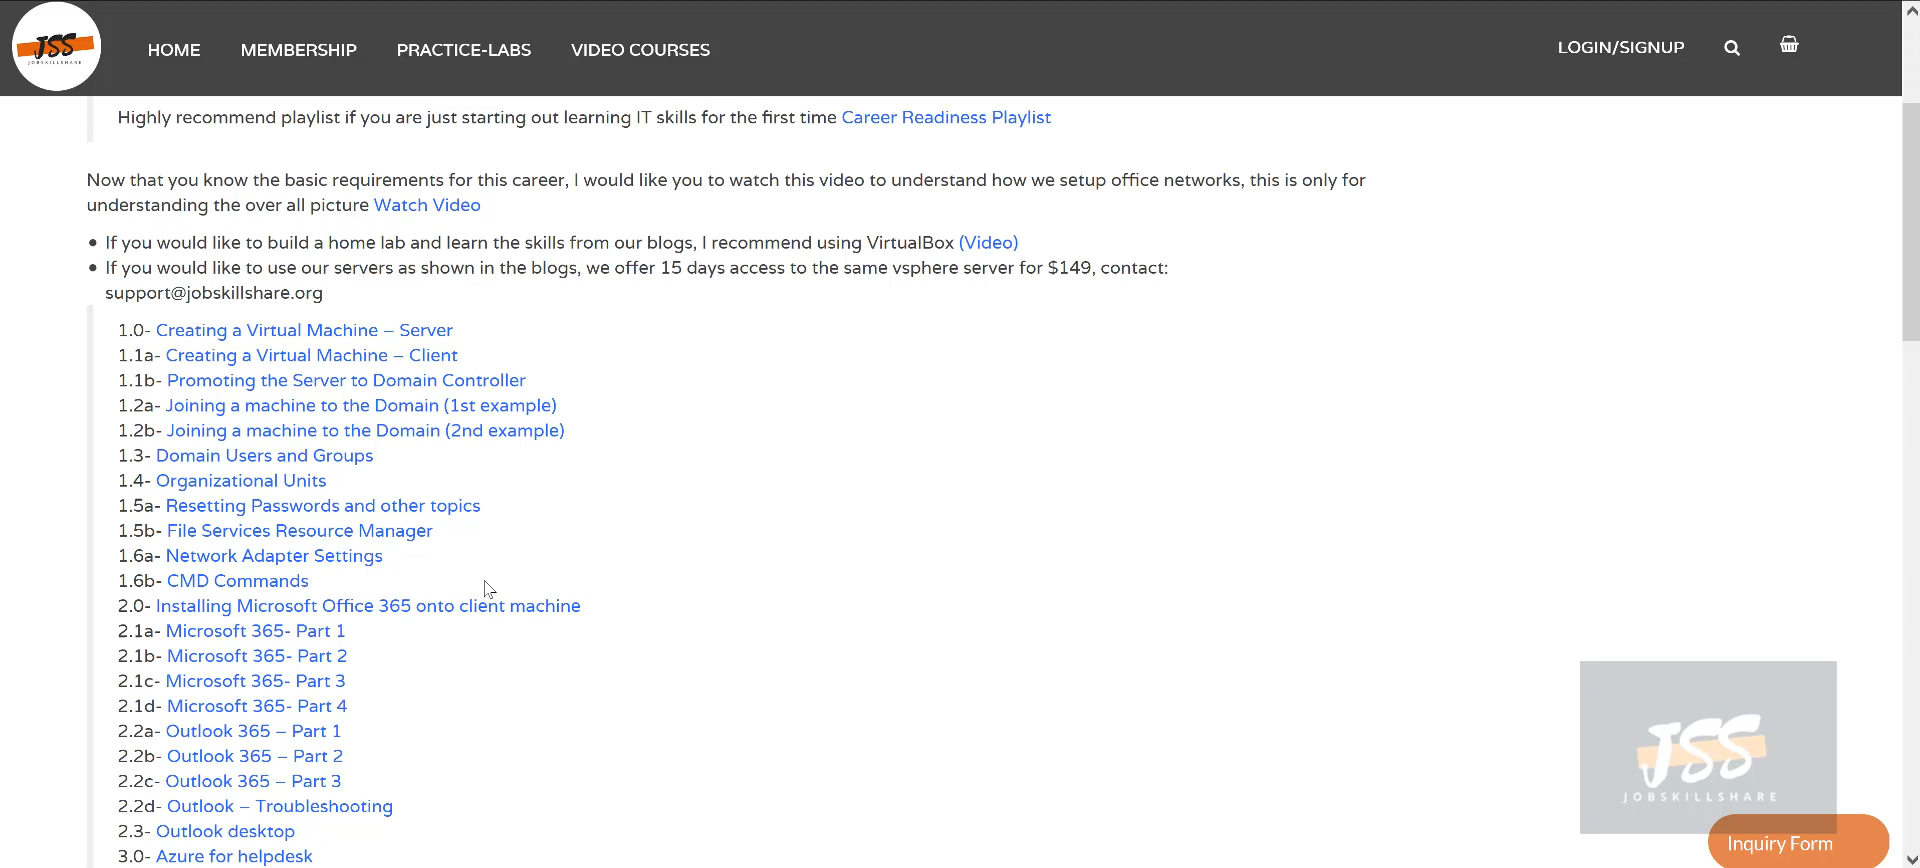 JSS
JOBSKILLSHARE
HOME
MEMBERSHIP
PRACTICE-LABS
VIDEO COURSES
LOGIN/SIGNUP
Highly recommend playlist if you are just starting out learning IT skills for the first time Career Readiness Playlist
Now that you know the basic requirements for this career, I would like you to watch this video to understand how we setup office networks, this is only for
understanding the over all picture Watch Video
• If you would like to build a home lab and learn the skills from our blogs, I recommend using VirtualBox (Video)
• If you would like to use our servers as shown in the blogs, we offer 15 days access to the same vsphere server for $149, contact:
support@jobskillshare.org
1.0- Creating a Virtual Machine – Server
1.1a- Creating a Virtual Machine – Client
1.1b- Promoting the Server to Domain Controller
1.2a- Joining a machine to the Domain (1st example)
1.2b- Joining a machine to the Domain (2nd example)
1.3- Domain Users and Groups
1.4- Organizational Units
1.5a- Resetting Passwords and other topics
1.5b- File Services Resource Manager
1.6a- Network Adapter Settings
1.6b- CMD Commands
2.0- Installing Microsoft Office 365 onto client machine
2.1a- Microsoft 365- Part 1
2.1b- Microsoft 365- Part 2
2.1c- Microsoft 365- Part 3
2.1d- Microsoft 365- Part 4
2.2a- Outlook 365 – Part 1
2.2b- Outlook 365 – Part 2
2.2c- Outlook 365 – Part 3
2.2d- Outlook – Troubleshooting
2.3- Outlook desktop
3.0- Azure for helpdesk
JSS
JOBSKILLSHARE
Inquiry Form